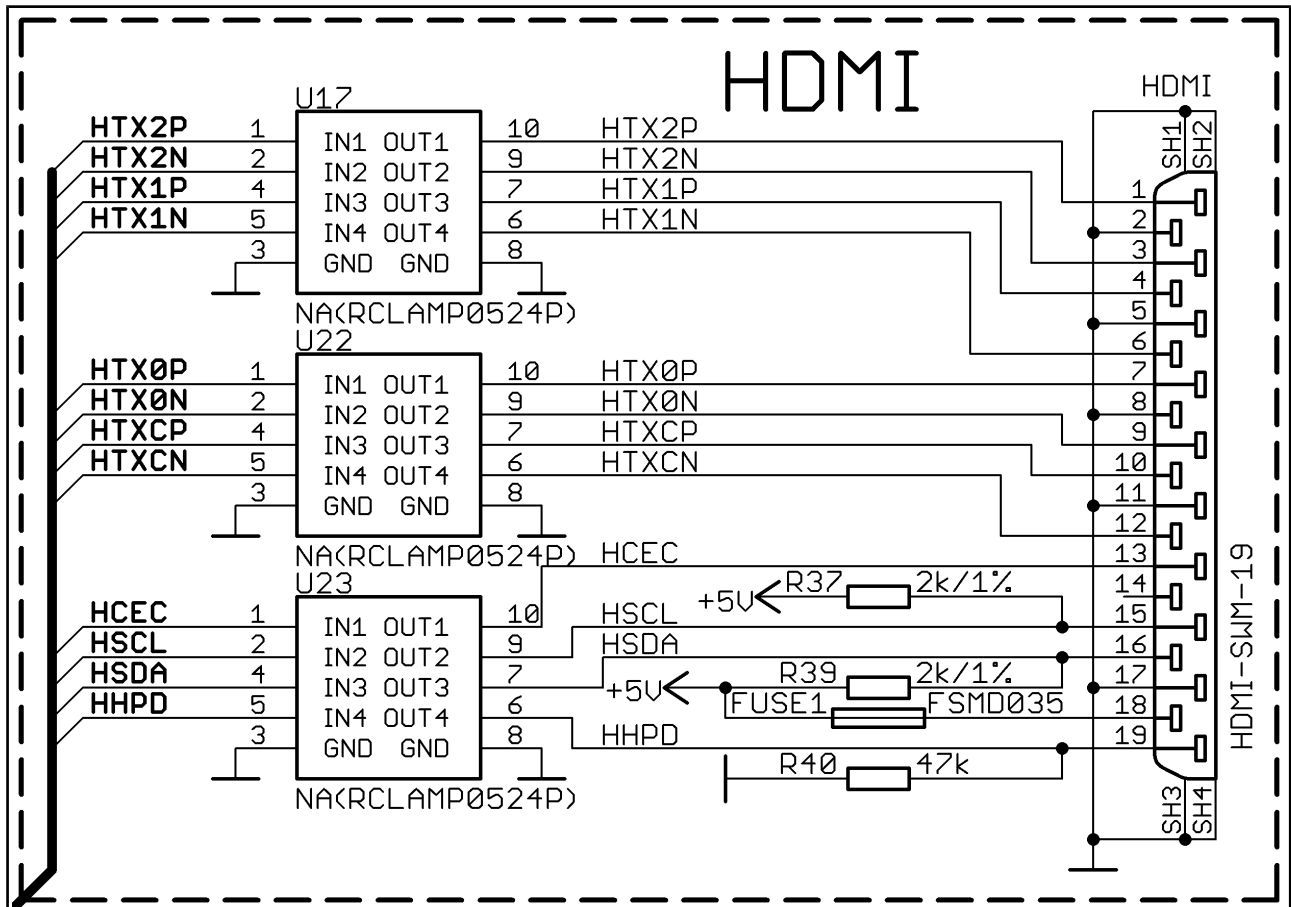 HDMI
HDMI
U17
HTX2P 1 IN1 OUT1 10 HTX2P
HTX2N 2 IN2 OUT2 9 HTX2N
HTX1P 4 IN3 OUT3 7 HTX1P
HTX1N 5 IN4 OUT4 6 HTX1N
3 GND GND 8
NA(RCLAMP0524P)
U22
HTX0P 1 IN1 OUT1 10 HTX0P
HTX0N 2 IN2 OUT2 9 HTX0N
HTXCP 4 IN3 OUT3 7 HTXCP
HTXCN 5 IN4 OUT4 6 HTXCN
3 GND GND 8
NA(RCLAMP0524P)
U23
HCEC 1 IN1 OUT1 10 HCEC
HSCL 2 IN2 OUT2 9 HSCL
HSDA 4 IN3 OUT3 7 HSDA
HHPD 5 IN4 OUT4 6 HHPD
3 GND GND 8
NA(RCLAMP0524P)
+5V R37 2k/1%
+5V R39 2k/1%
FUSE1 FSMD035
R40 47k
SH1
SH2
1
2
3
4
5
6
7
8
9
10
11
12
13
14
15
16
17
18
19
SH3
SH4
HDMI-SWM-19